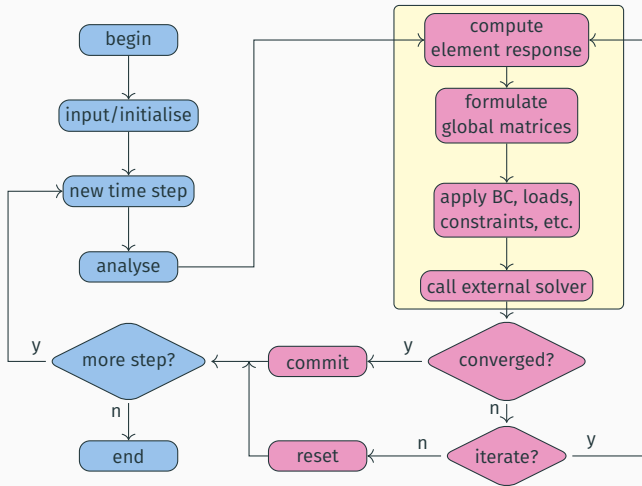 begin
input/initialise
new time step
analyse
compute
element response
formulate
global matrices
apply BC, loads,
constraints, etc.
call external solver
y
more step?
n
end
commit
y
converged?
n
reset
n
iterate?
y